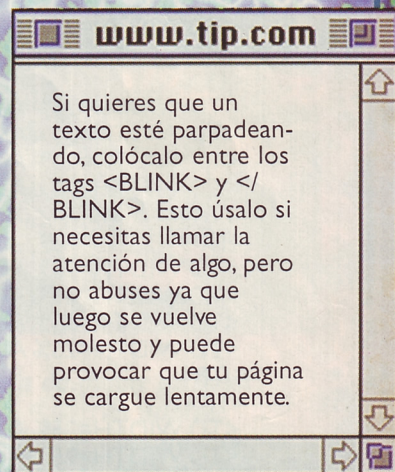 www.tip.com
Si quieres que un
texto esté parpadean-
do, colócalo entre los
tags <BLINK> y </
BLINK>. Esto úsalo si
necesitas llamar la
atención de algo, pero
no abuses ya que
luego se vuelve
molesto y puede
provocar que tu página
se cargue lentamente.